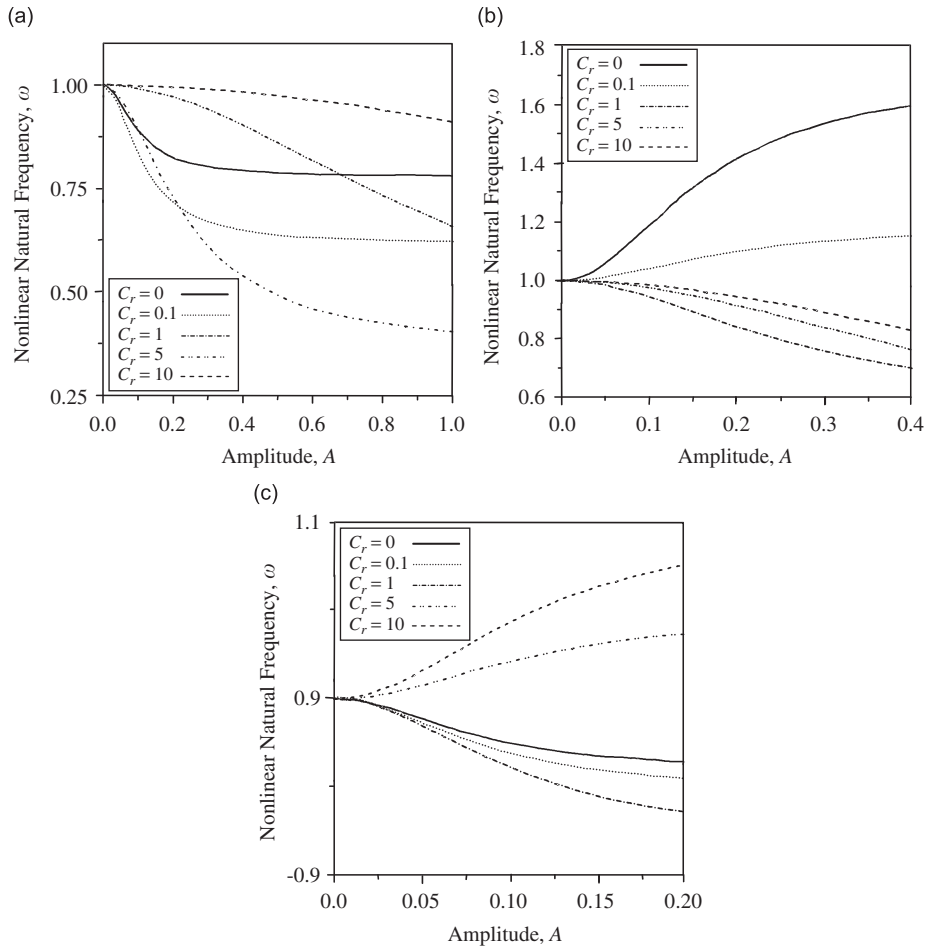 (a)
Nonlinear Natural Frequency, ω
1.00
0.75
0.50
0.25
C_r = 0
C_r = 0.1
C_r = 1
C_r = 5
C_r = 10
0.0 0.2 0.4 0.6 0.8 1.0
Amplitude, A
(b)
Nonlinear Natural Frequency, ω
1.8
1.6
1.4
1.2
1.0
0.8
0.6
C_r = 0
C_r = 0.1
C_r = 1
C_r = 5
C_r = 10
0.0 0.1 0.2 0.3 0.4
Amplitude, A
(c)
Nonlinear Natural Frequency, ω
1.1
0.9
-0.9
C_r = 0
C_r = 0.1
C_r = 1
C_r = 5
C_r = 10
0.0 0.05 0.10 0.15 0.20
Amplitude, A